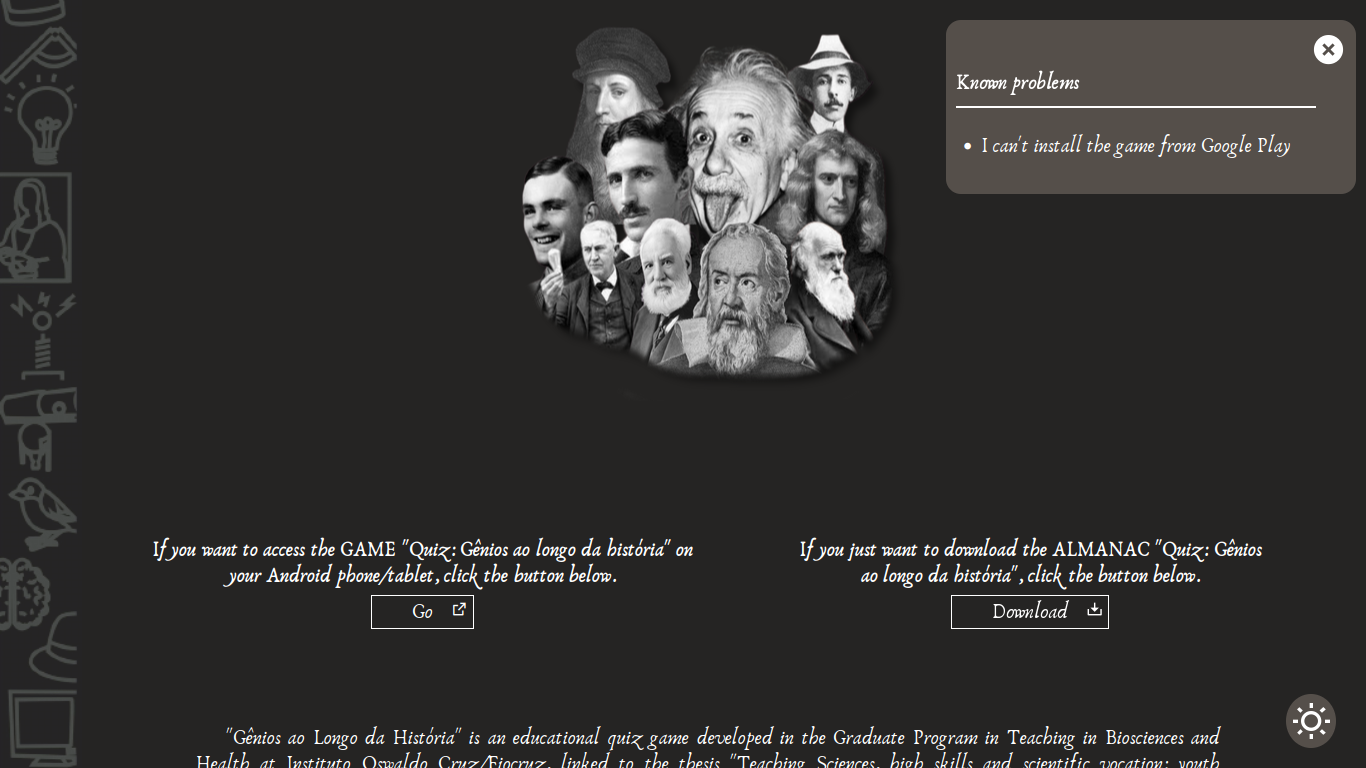 Known problems
I can't install the game from Google Play
If you want to access the GAME "Quiz: Gênios ao longo da história" on
your Android phone/tablet, click the button below.
Go
If you just want to download the ALMANAC "Quiz: Gênios
ao longo da história", click the button below.
Download
"Gênios ao Longo da História" is an educational quiz game developed in the Graduate Program in Teaching in Biosciences and
Health at Instituto Oswaldo Cruz/Fiocruz, linked to the thesis "Teaching Sciences, high skills and scientific vocation: youth